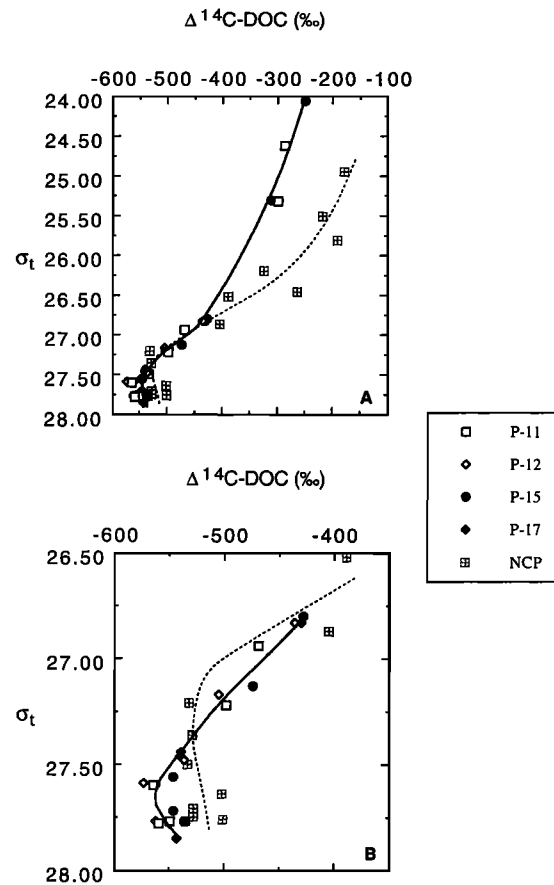 Δ ¹⁴C-DOC (‰)
-600 -500 -400 -300 -200 -100
24.00
24.50
25.00
25.50
σt
26.00
26.50
27.00
27.50
28.00
A
Δ ¹⁴C-DOC (‰)
-600 -500 -400
26.50
27.00
σt
27.50
28.00
B
P-11
P-12
P-15
P-17
NCP